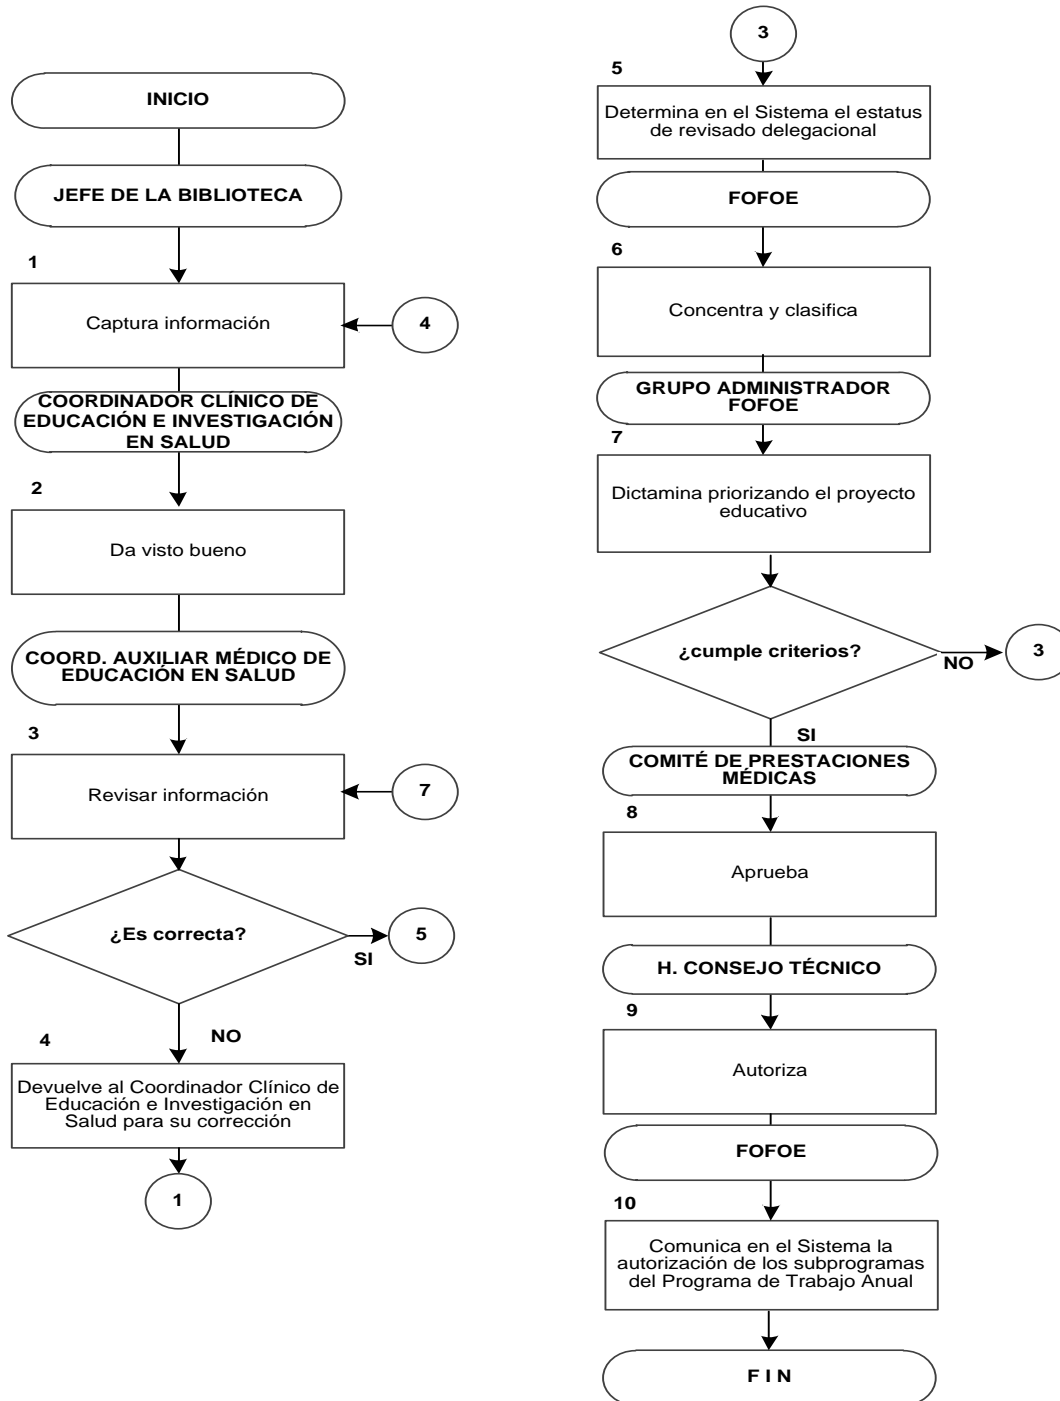 INICIO
JEFE DE LA BIBLIOTECA
1
Captura información
4
COORDINADOR CLÍNICO DE
EDUCACIÓN E INVESTIGACIÓN
EN SALUD
2
Da visto bueno
COORD. AUXILIAR MÉDICO DE
EDUCACIÓN EN SALUD
3
Revisar información
7
¿Es correcta?
SI
5
NO
4
Devuelve al Coordinador Clínico de
Educación e Investigación en
Salud para su corrección
1
3
5
Determina en el Sistema el estatus
de revisado delegacional
FOFOE
6
Concentra y clasifica
GRUPO ADMINISTRADOR
FOFOE
7
Dictamina priorizando el proyecto
educativo
¿cumple criterios?
NO
3
SI
COMITÉ DE PRESTACIONES
MÉDICAS
8
Aprueba
H. CONSEJO TÉCNICO
9
Autoriza
FOFOE
10
Comunica en el Sistema la
autorización de los subprogramas
del Programa de Trabajo Anual
F I N